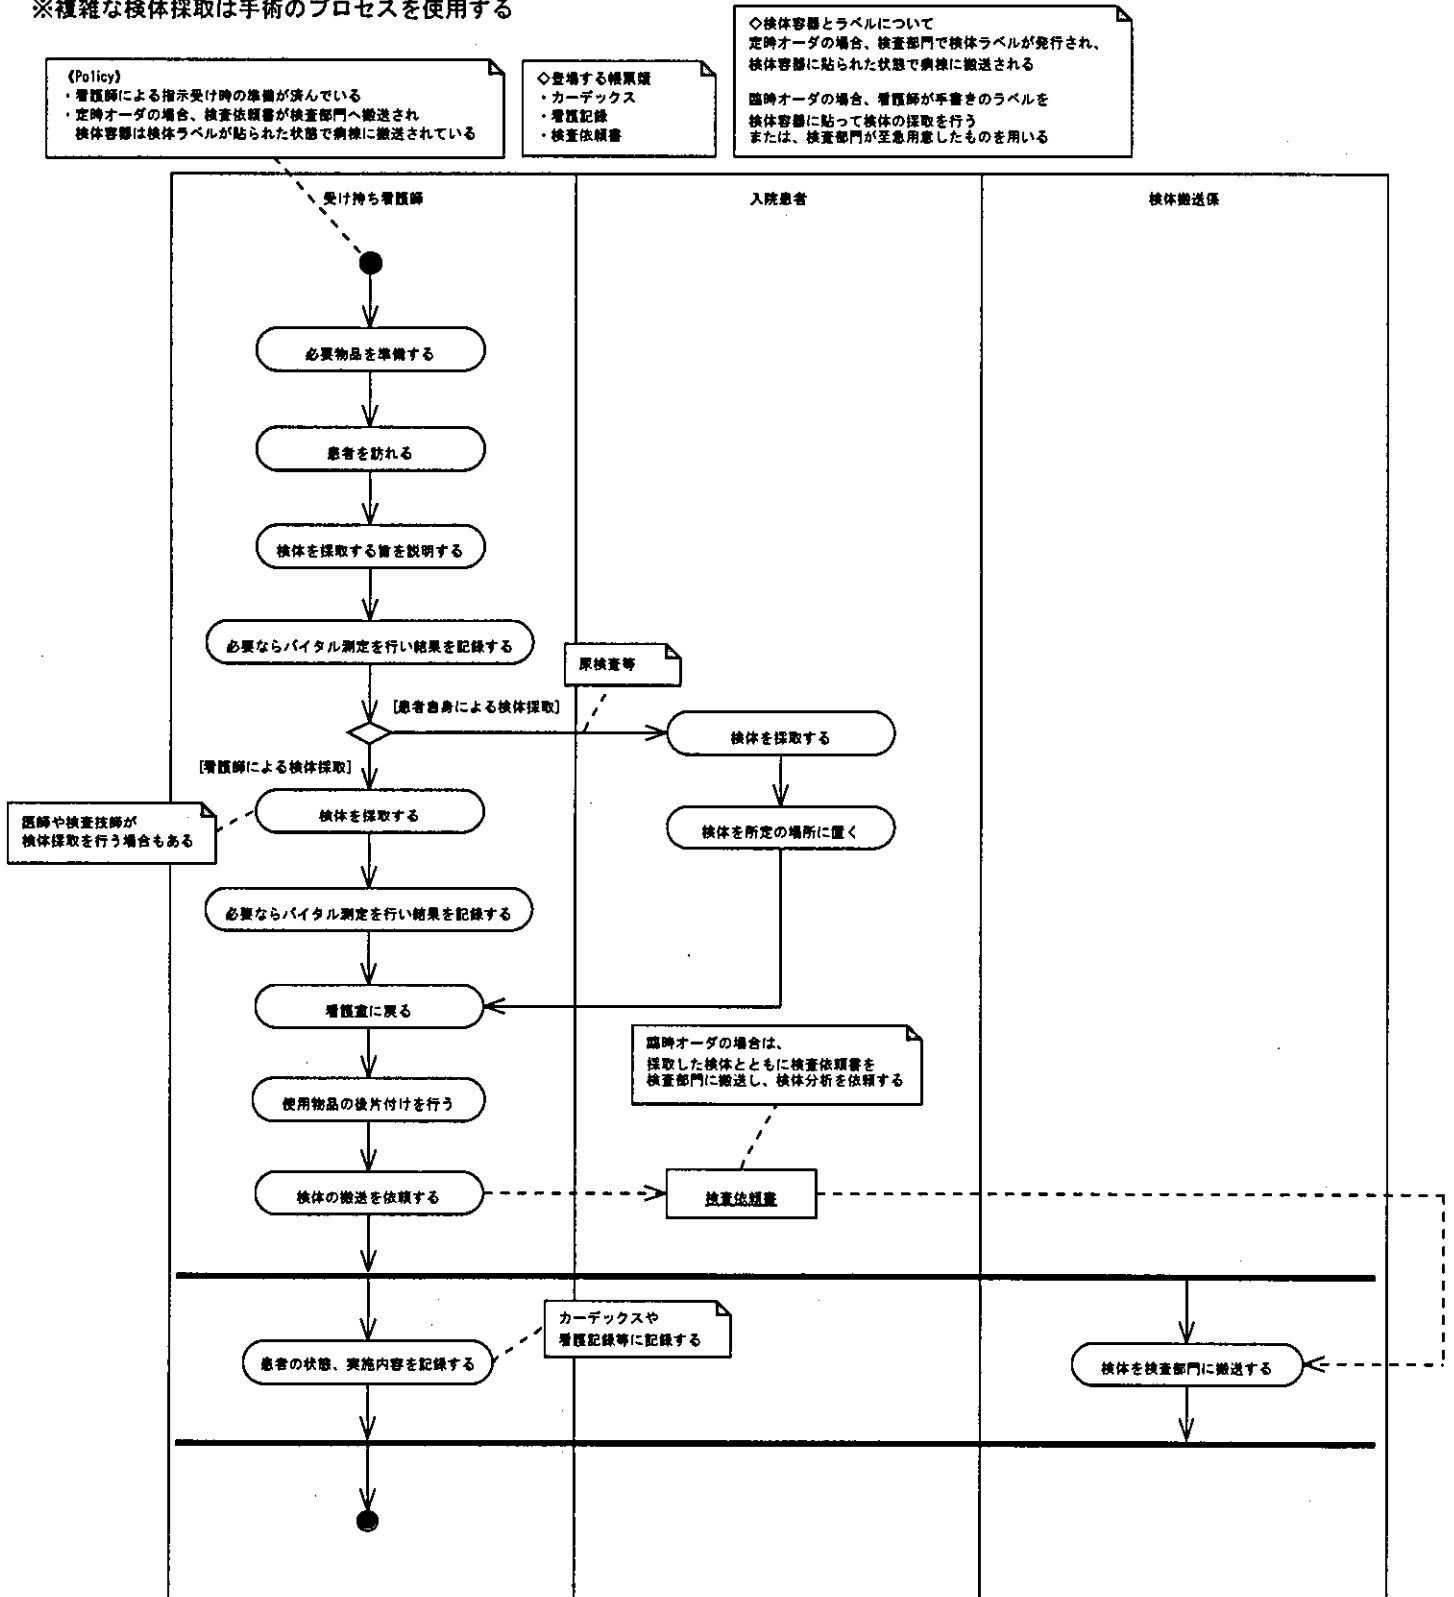 ※複雑な検体採取は手術のプロセスを使用する
《Policy》
・看護師による指示受け時の準備が済んでいる
・定時オーダの場合、検査依頼書が検査部門へ搬送され
検体容器は検体ラベルが貼られた状態で病棟に搬送されている
◇登場する帳票類
・カーデックス
・看護記録
・検査依頼書
◇検体容器とラベルについて
定時オーダの場合、検査部門で検体ラベルが発行され、
検体容器に貼られた状態で病棟に搬送される
臨時オーダの場合、看護師が手書きのラベルを
検体容器に貼って検体の採取を行う
または、検査部門が至急用意したものを用いる
受け持ち看護師
入院患者
検体搬送係
必要物品を準備する
患者を訪れる
検体を採取する旨を説明する
必要ならバイタル測定を行い結果を記録する
尿検査等
[患者自身による検体採取]
検体を採取する
[看護師による検体採取]
医師や検査技師が
検体採取を行う場合もある
検体を採取する
検体を所定の場所に置く
必要ならバイタル測定を行い結果を記録する
看護室に戻る
臨時オーダの場合は、
採取した検体とともに検査依頼書を
検査部門に搬送し、検体分析を依頼する
使用物品の後片付けを行う
検体の搬送を依頼する
検査依頼書
カーデックスや
看護記録等に記録する
患者の状態、実施内容を記録する
検体を検査部門に搬送する